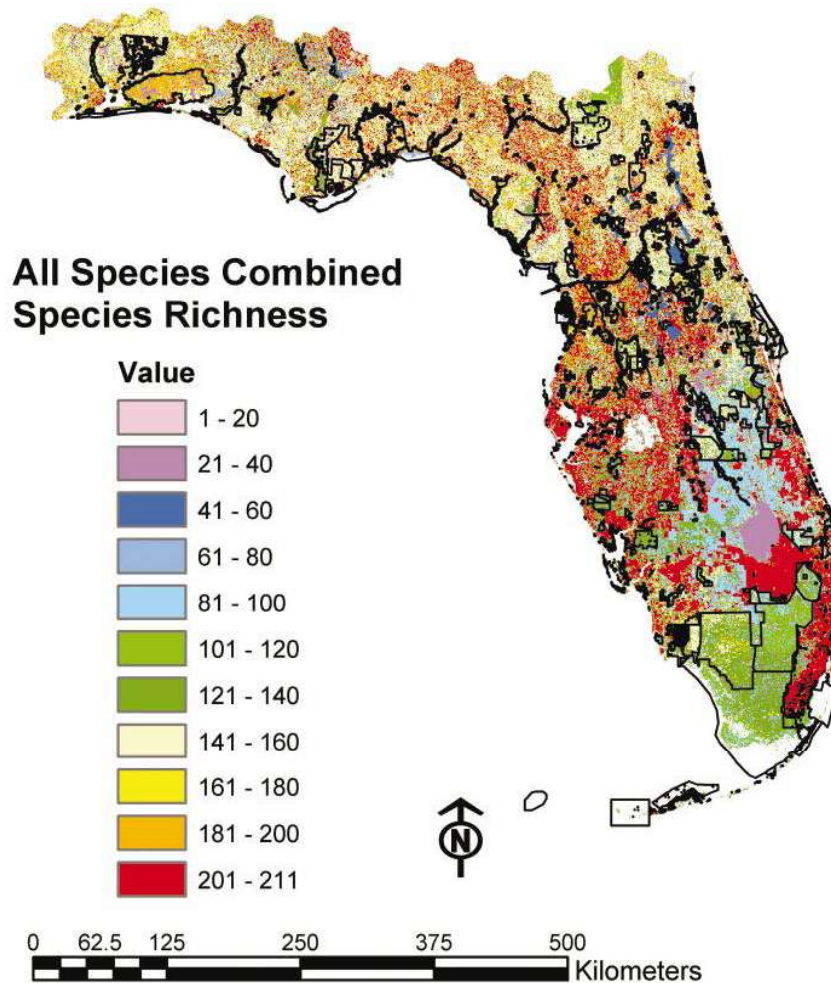 All Species Combined
Species Richness
Value
1 - 20
21 - 40
41 - 60
61 - 80
81 - 100
101 - 120
121 - 140
141 - 160
161 - 180
181 - 200
201 - 211
N
0 62.5 125 250 375 500
Kilometers